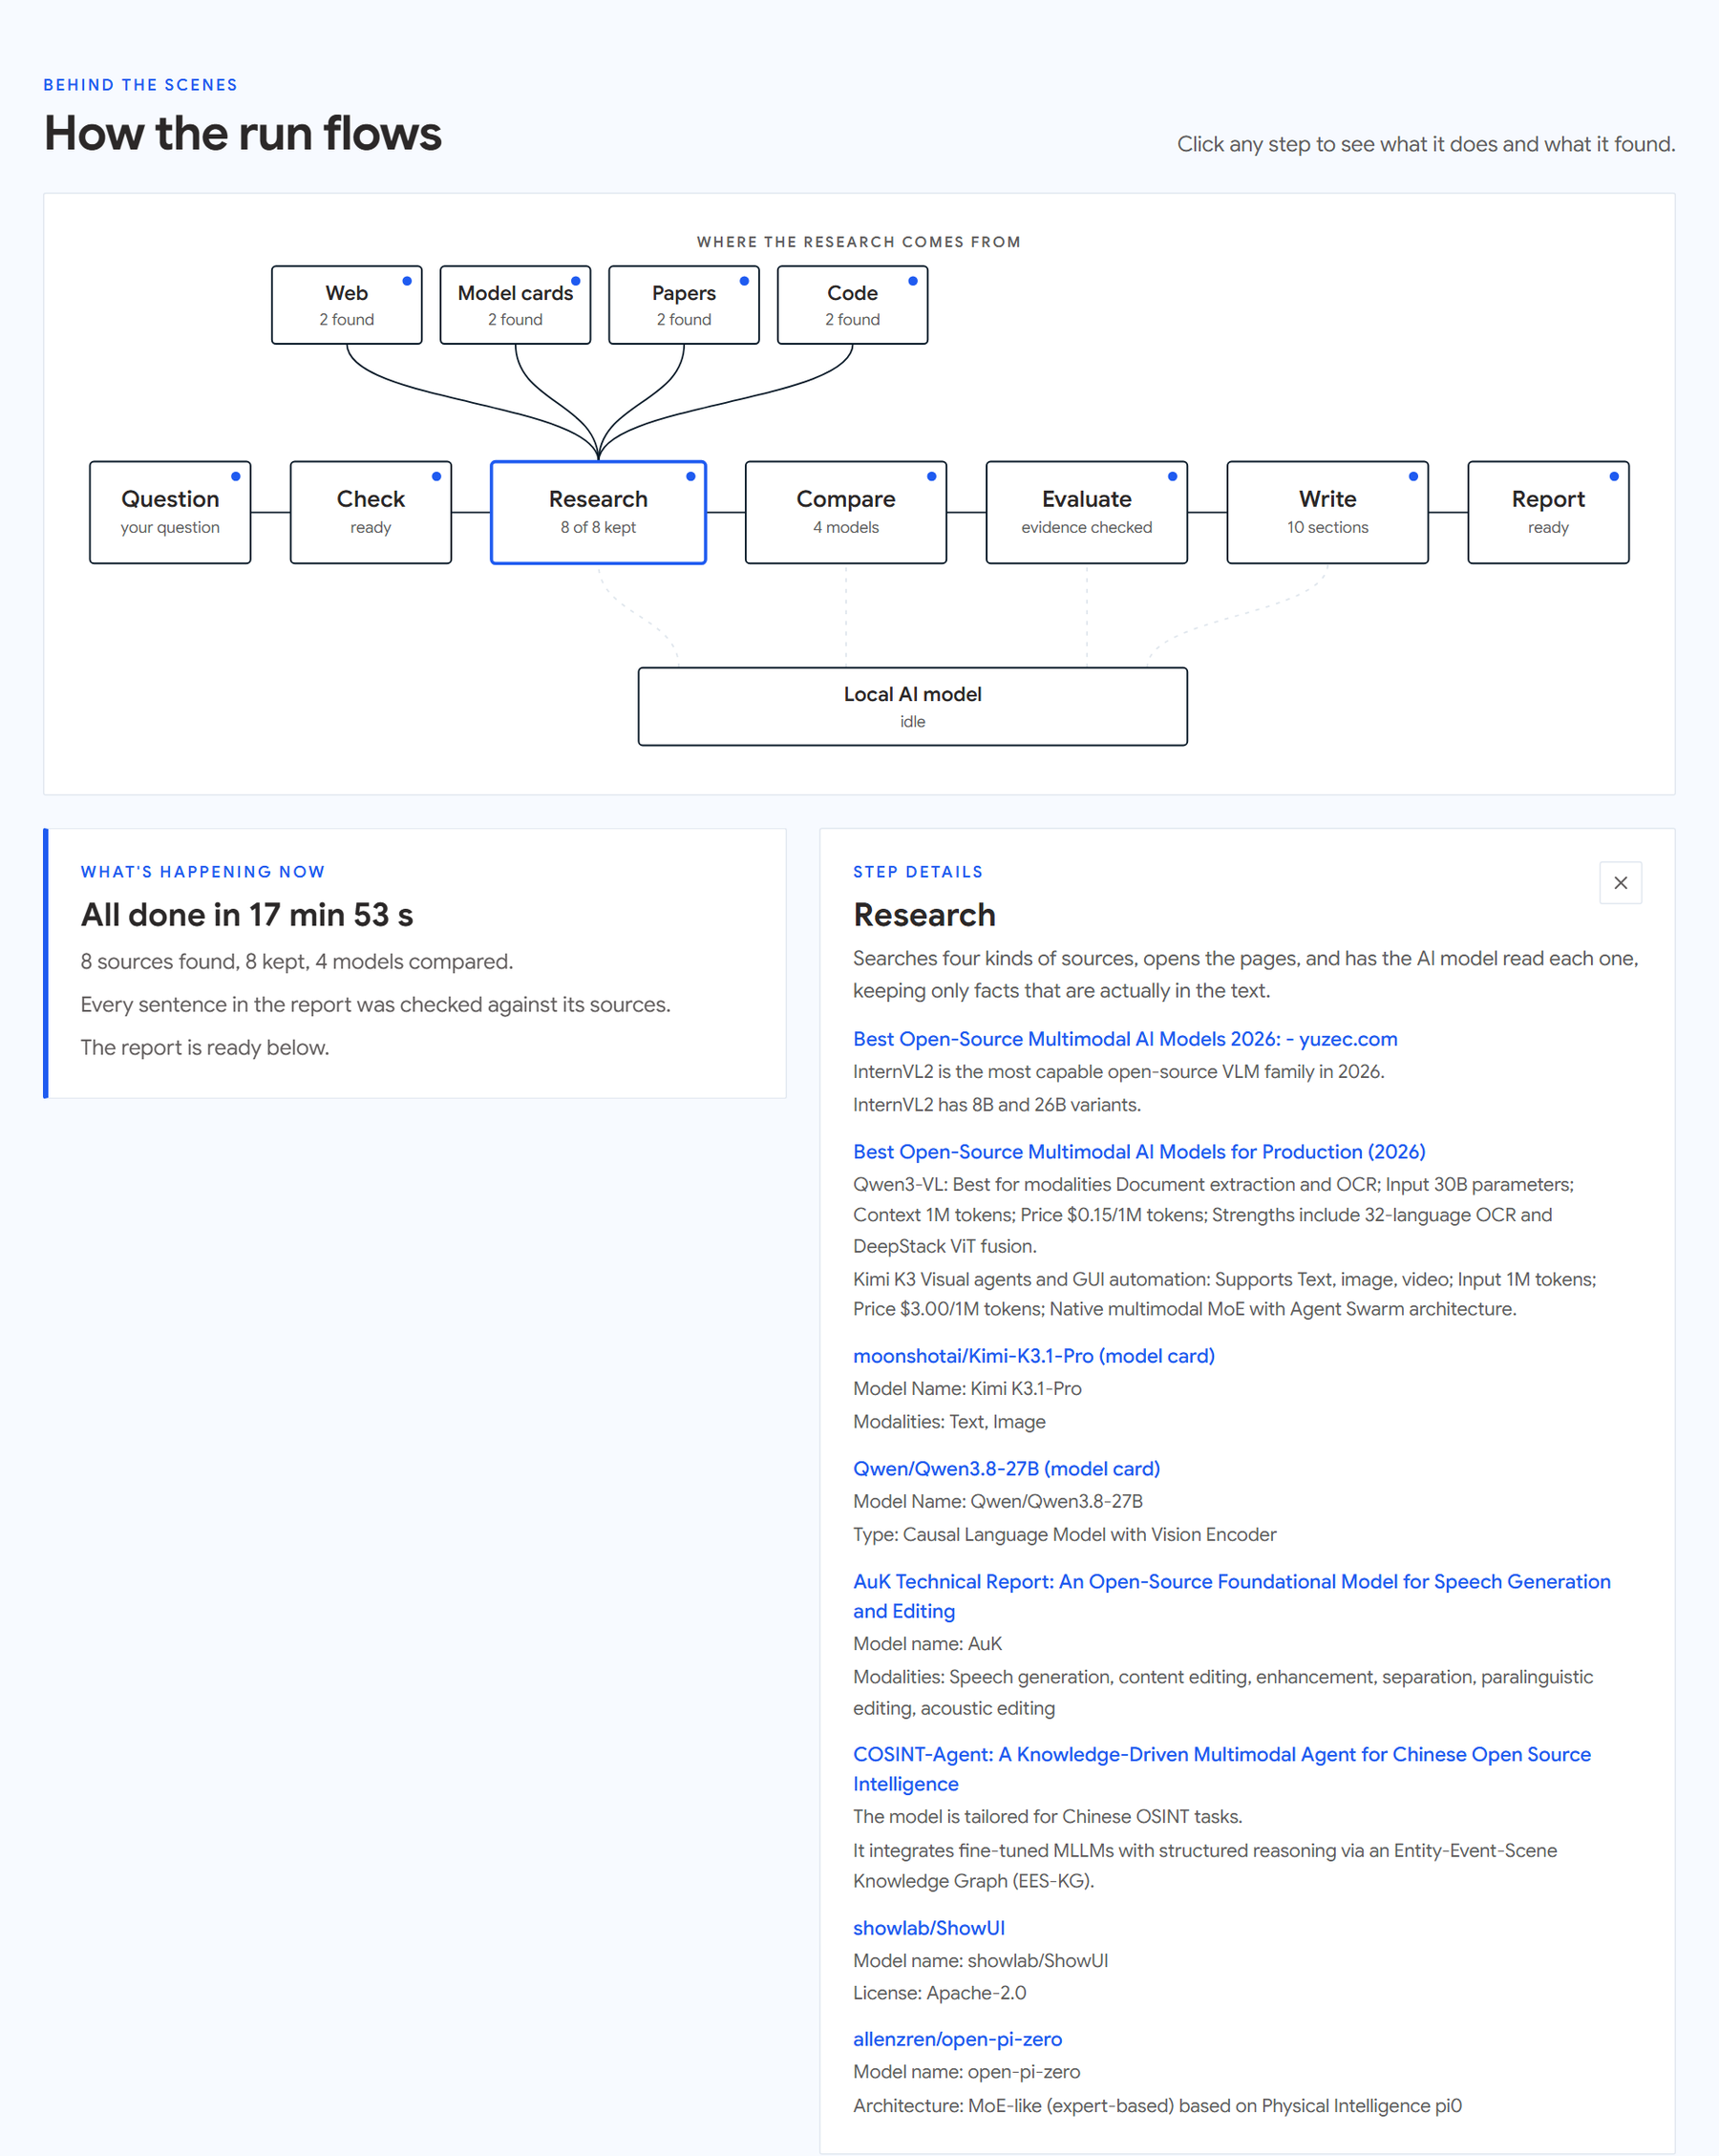 BEHIND THE SCENES
How the run flows
Click any step to see what it does and what it found.
WHERE THE RESEARCH COMES FROM
Web
2 found
Model cards
2 found
Papers
2 found
Code
2 found
Question
your question
Check
ready
Research
8 of 8 kept
Compare
4 models
Evaluate
evidence checked
Write
10 sections
Report
ready
Local AI model
idle
WHAT'S HAPPENING NOW
All done in 17 min 53 s
8 sources found, 8 kept, 4 models compared.
Every sentence in the report was checked against its sources.
The report is ready below.
STEP DETAILS
Research
Searches four kinds of sources, opens the pages, and has the AI model read each one,
keeping only facts that are actually in the text.
Best Open-Source Multimodal AI Models 2026: - yuzec.com
InternVL2 is the most capable open-source VLM family in 2026.
InternVL2 has 8B and 26B variants.
Best Open-Source Multimodal AI Models for Production (2026)
Qwen3-VL: Best for modalities Document extraction and OCR; Input 30B parameters;
Context 1M tokens; Price $0.15/1M tokens; Strengths include 32-language OCR and
DeepStack ViT fusion.
Kimi K3 Visual agents and GUI automation: Supports Text, image, video; Input 1M tokens;
Price $3.00/1M tokens; Native multimodal MoE with Agent Swarm architecture.
moonshotai/Kimi-K3.1-Pro (model card)
Model Name: Kimi K3.1-Pro
Modalities: Text, Image
Qwen/Qwen3.8-27B (model card)
Model Name: Qwen/Qwen3.8-27B
Type: Causal Language Model with Vision Encoder
AuK Technical Report: An Open-Source Foundational Model for Speech Generation
and Editing
Model name: AuK
Modalities: Speech generation, content editing, enhancement, separation, paralinguistic
editing, acoustic editing
COSINT-Agent: A Knowledge-Driven Multimodal Agent for Chinese Open Source
Intelligence
The model is tailored for Chinese OSINT tasks.
It integrates fine-tuned MLLMs with structured reasoning via an Entity-Event-Scene
Knowledge Graph (EES-KG).
showlab/ShowUI
Model name: showlab/ShowUI
License: Apache-2.0
allenzren/open-pi-zero
Model name: open-pi-zero
Architecture: MoE-like (expert-based) based on Physical Intelligence pi0